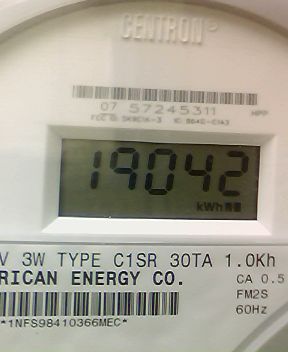 CENTRON®
07 57245311 HPP
19042
kWh
V 3W TYPE C1SR 30TA 1.0Kh
RICAN ENERGY CO. CA 0.5
FM2S
*1NFS98410366MEC* 60Hz